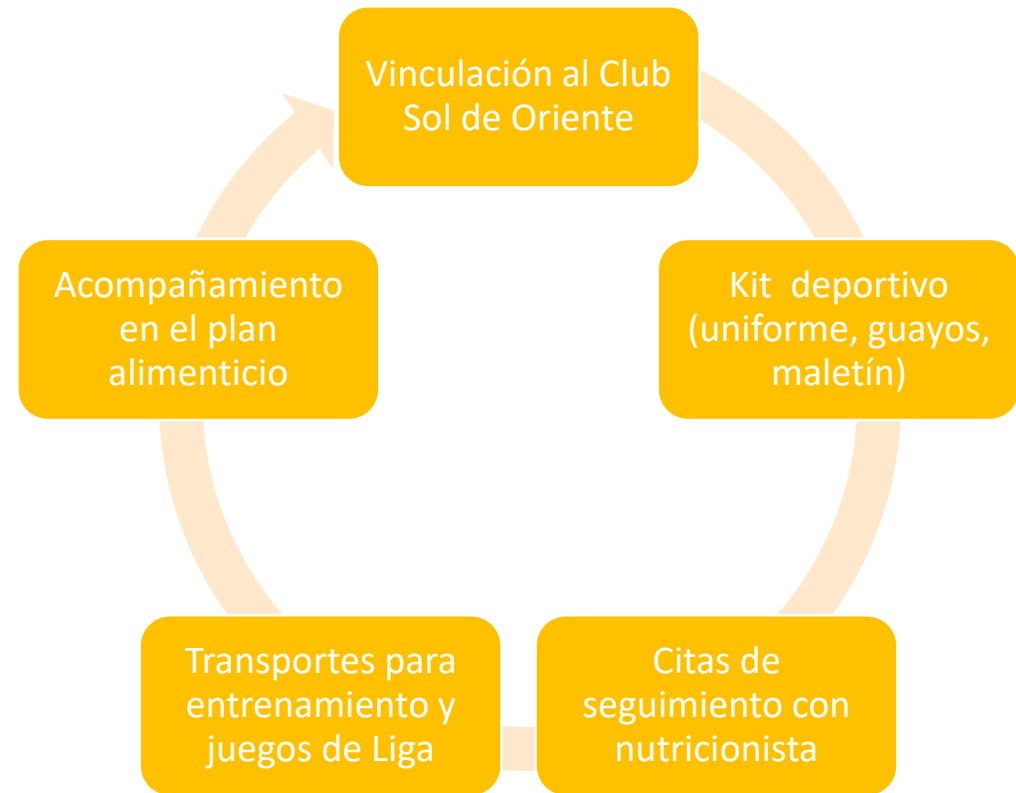 Vinculación al Club
Sol de Oriente
Kit deportivo
(uniforme, guayos,
maletín)
Citas de
seguimiento con
nutricionista
Transportes para
entrenamiento y
juegos de Liga
Acompañamiento
en el plan
alimenticio